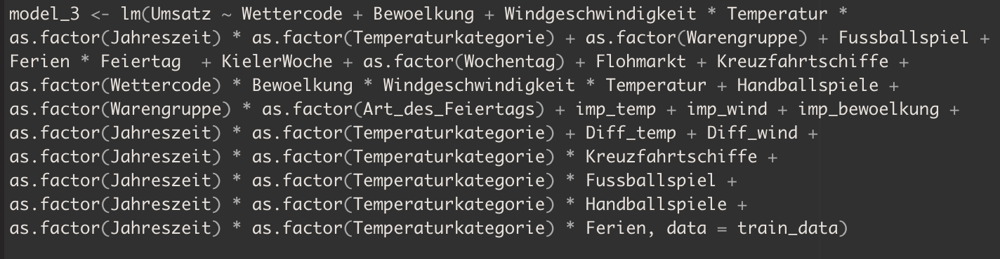 model_3 <- lm(Umsatz ~ Wettercode + Bewoelkung + Windgeschwindigkeit * Temperatur *
as.factor(Jahreszeit) * as.factor(Temperaturkategorie) + as.factor(Warengruppe) + Fussballspiel +
Ferien * Feiertag  + KielerWoche + as.factor(Wochentag) + Flohmarkt + Kreuzfahrtschiffe +
as.factor(Wettercode) * Bewoelkung * Windgeschwindigkeit * Temperatur + Handballspiele +
as.factor(Warengruppe) * as.factor(Art_des_Feiertags) + imp_temp + imp_wind + imp_bewoelkung +
as.factor(Jahreszeit) * as.factor(Temperaturkategorie) + Diff_temp + Diff_wind +
as.factor(Jahreszeit) * as.factor(Temperaturkategorie) * Kreuzfahrtschiffe +
as.factor(Jahreszeit) * as.factor(Temperaturkategorie) * Fussballspiel +
as.factor(Jahreszeit) * as.factor(Temperaturkategorie) * Handballspiele +
as.factor(Jahreszeit) * as.factor(Temperaturkategorie) * Ferien, data = train_data)